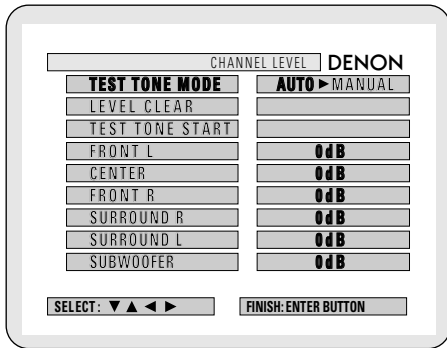 CHANNEL LEVEL DENON
TEST TONE MODE AUTO ►MANUAL
LEVEL CLEAR
TEST TONE START
FRONT L 0dB
CENTER 0dB
FRONT R 0dB
SURROUND R 0dB
SURROUND L 0dB
SUBWOOFER 0dB
SELECT: ▼ ▲ ◄ ► FINISH: ENTER BUTTON